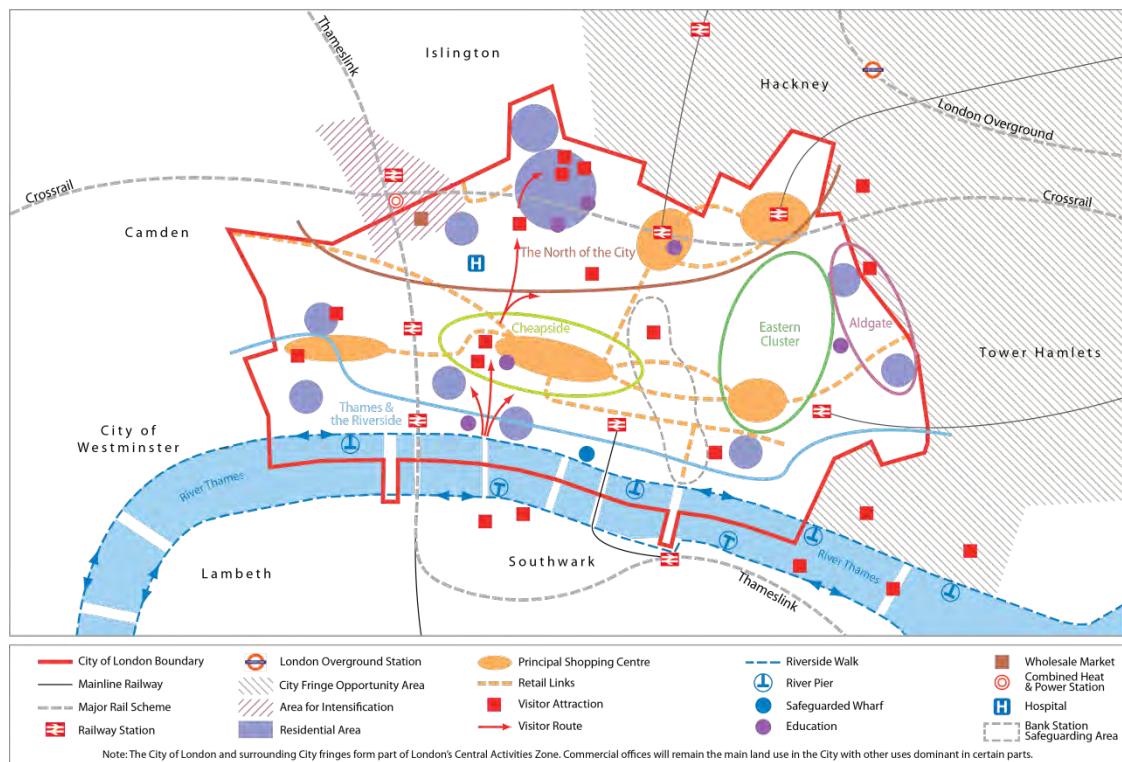 Thameslink
Islington
Hackney
London Overground
Crossrail
Crossrail
Camden
The North of the City
H
Cheapside
Eastern
Cluster
Aldgate
Tower Hamlets
Thames &
the Riverside
City of
Westminster
River Thames
River Thames
Lambeth
Southwark
Thameslink
City of London Boundary
Mainline Railway
Major Rail Scheme
Railway Station
London Overground Station
City Fringe Opportunity Area
Area for Intensification
Residential Area
Principal Shopping Centre
Retail Links
Visitor Attraction
Visitor Route
Riverside Walk
River Pier
Safeguarded Wharf
Education
Wholesale Market
Combined Heat
& Power Station
H
Hospital
Bank Station
Safeguarding Area
Note: The City of London and surrounding City fringes form part of London's Central Activities Zone. Commercial offices will remain the main land use in the City with other uses dominant in certain parts.